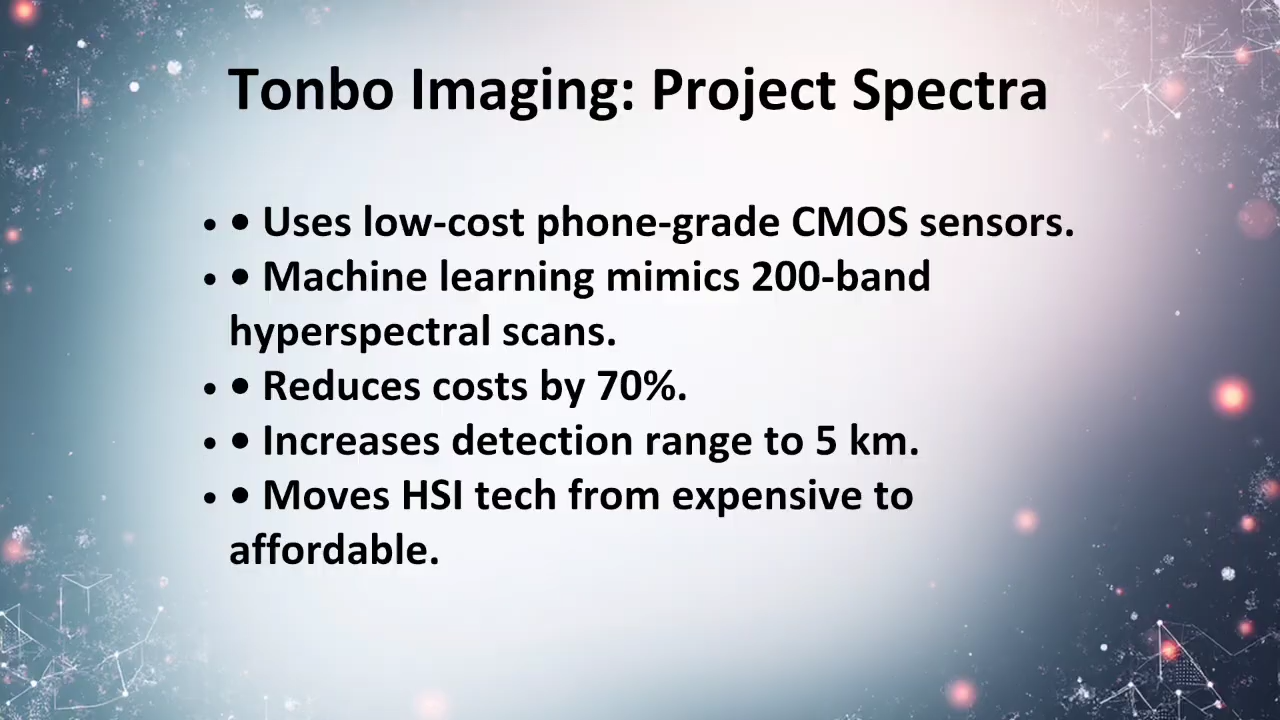 Tonbo Imaging: Project Spectra
• • Uses low-cost phone-grade CMOS sensors.
• • Machine learning mimics 200-band
hyperspectral scans.
• • Reduces costs by 70%.
• • Increases detection range to 5 km.
• • Moves HSI tech from expensive to
affordable.